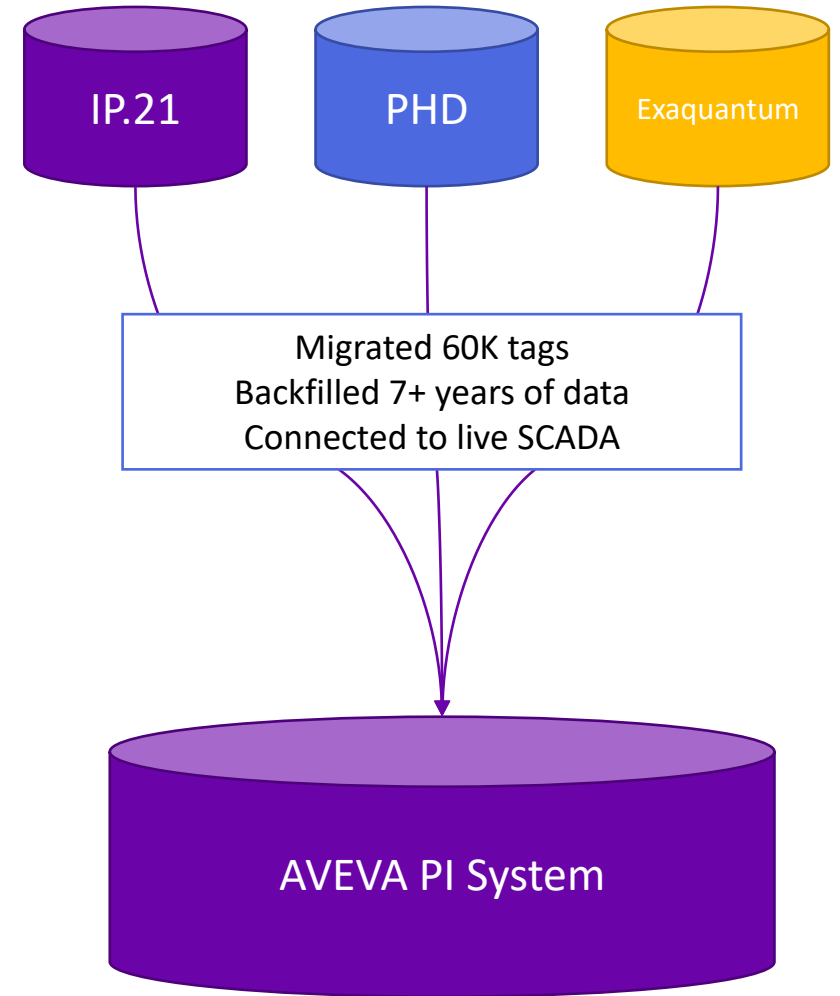 IP.21
PHD
Exaquantum
Migrated 60K tags
Backfilled 7+ years of data
Connected to live SCADA
AVEVA PI System